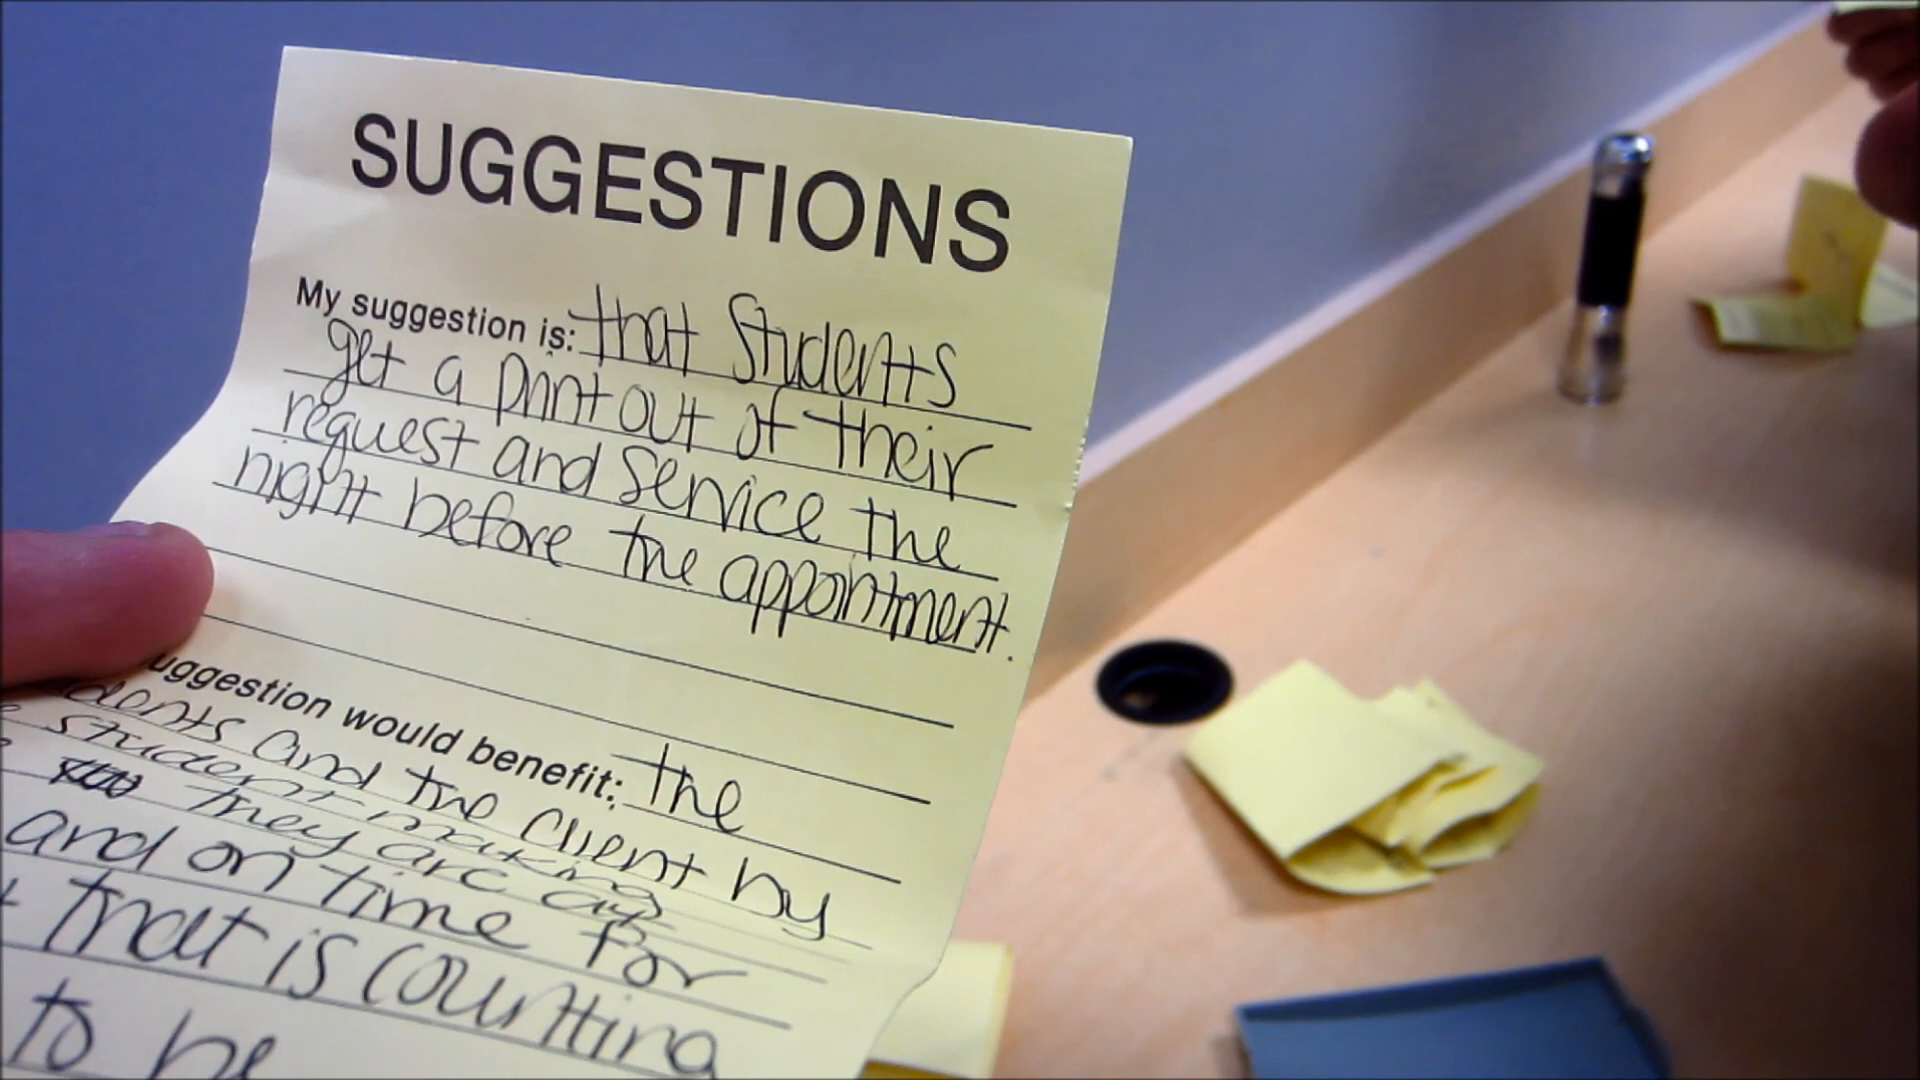 SUGGESTIONS
My suggestion is: that Students
get a print out of their
request and service the
night before the appointment.
uggestion would benefit: the
dents and the client by
student making
they are
and on time for
that is counting
to be